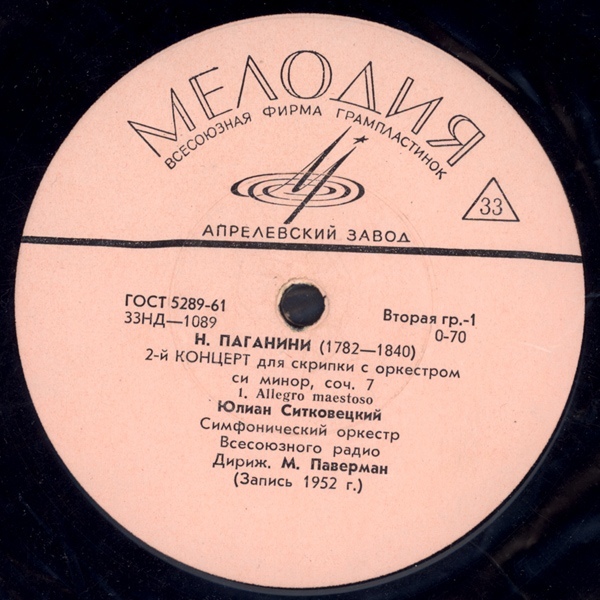 МЕЛОДИЯ
ВСЕСОЮЗНАЯ ФИРМА ГРАМПЛАСТИНОК
33
АПРЕЛЕВСКИЙ ЗАВОД
ГОСТ 5289-61
33НД—1089
Вторая гр.-1
0-70
Н. ПАГАНИНИ (1782—1840)
2-й КОНЦЕРТ для скрипки с оркестром
си минор, соч. 7
1. Allegro maestoso
Юлиан Ситковецкий
Симфонический оркестр
Всесоюзного радио
Дириж. М. Паверман
(Запись 1952 г.)